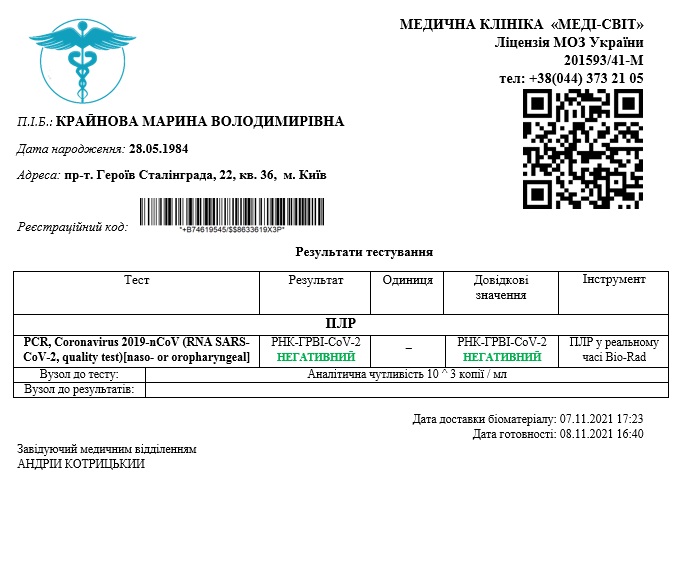 МЕДИЧНА КЛІНІКА «МЕДІ-СВІТ»
Ліцензія МОЗ України
201593/41-М
тел: +38(044) 373 21 05
П.І.Б.: КРАЙНОВА МАРИНА ВОЛОДИМИРІВНА
Дата народження: 28.05.1984
Адреса: пр-т. Героїв Сталінграда, 22, кв. 36, м. Київ
Реєстраційний код:
*+B74619545/$$8633619X3P*
Результати тестування
Тест Результат Одиниця Довідкові значення Інструмент
ПЛР
PCR, Coronavirus 2019-nCoV (RNA SARS-CoV-2, quality test)[naso- or oropharyngeal] РНК-ГРВІ-CoV-2 НЕГАТИВНИЙ – РНК-ГРВІ-CoV-2 НЕГАТИВНИЙ ПЛР у реальному часі Bio-Rad
Вузол до тесту: Аналітична чутливість 10 ^ 3 копії / мл
Вузол до результатів:
Дата доставки біоматеріалу: 07.11.2021 17:23
Дата готовності: 08.11.2021 16:40
Завідуючий медичним відділенням
АНДРІЙ КОТРИЦЬКИЙ